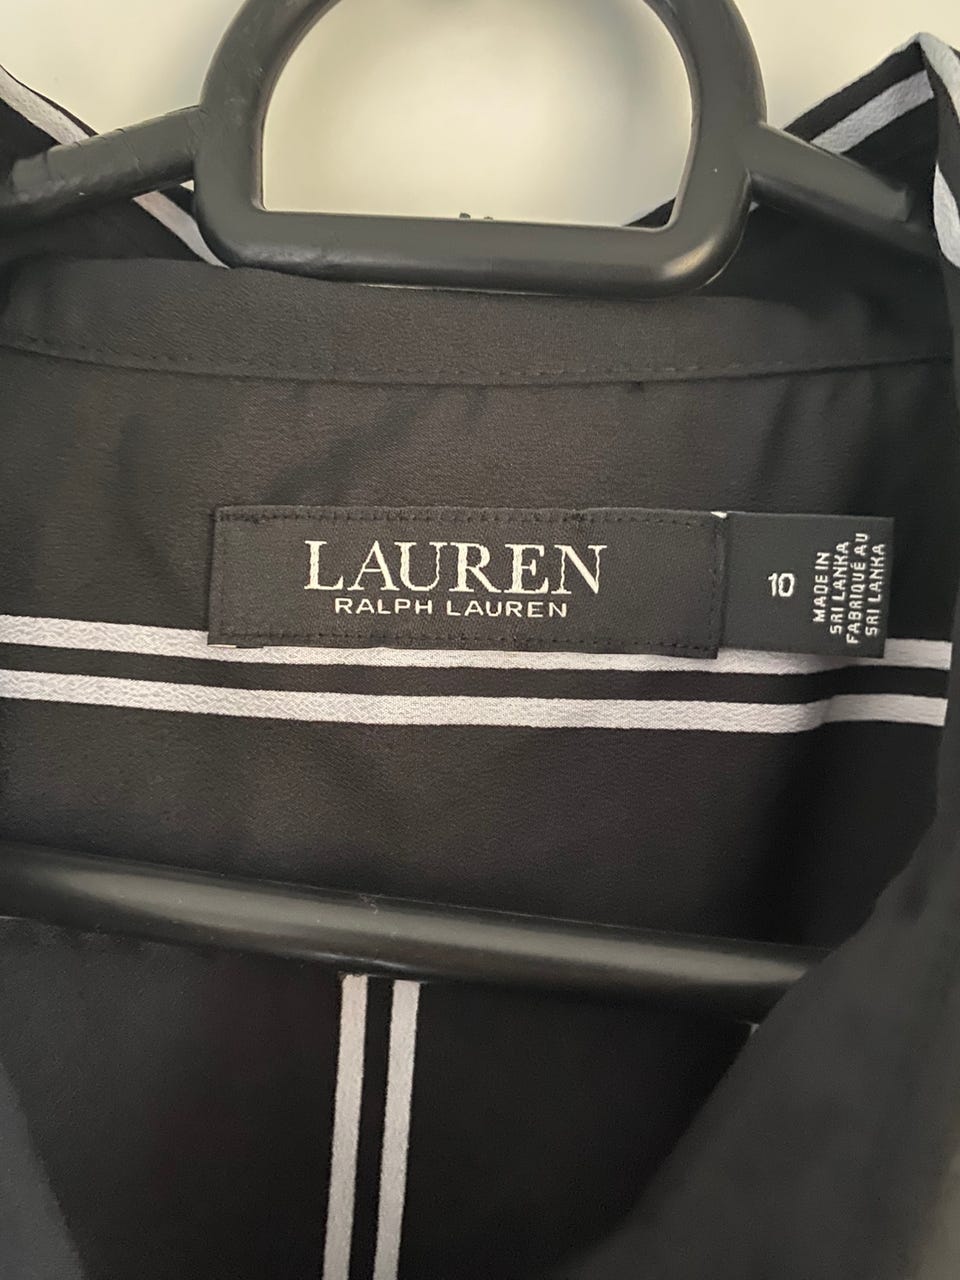 LAUREN
RALPH LAUREN
10
MADE IN
SRI LANKA
FABRIQUÉ AU
SRI LANKA